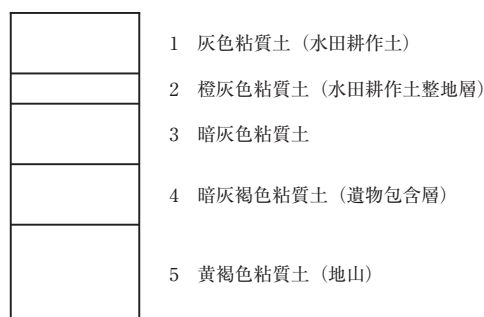 1 灰色粘質土（水田耕作土）
2 橙灰色粘質土（水田耕作土整地層）
3 暗灰色粘質土
4 暗灰褐色粘質土（遺物包含層）
5 黄褐色粘質土（地山）